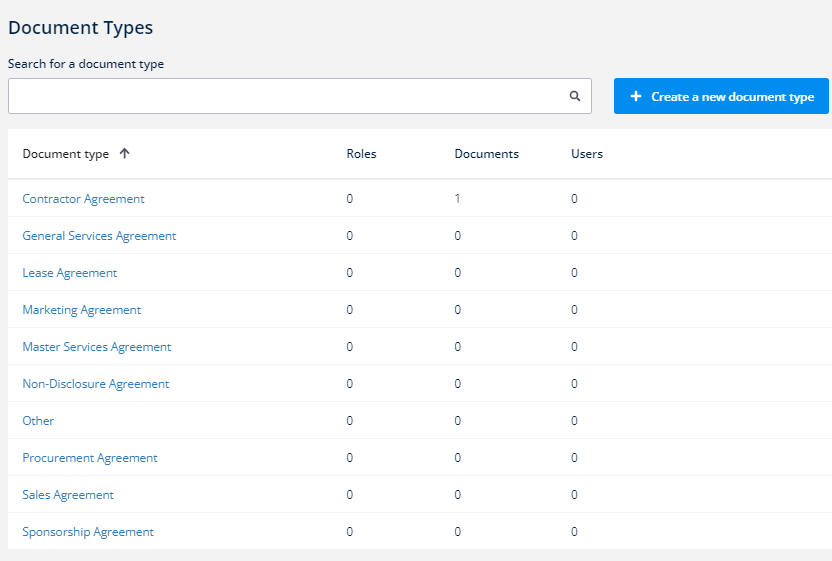 Document Types
Search for a document type
Create a new document type
Document type Roles Documents Users
Contractor Agreement 0 1 0
General Services Agreement 0 0 0
Lease Agreement 0 0 0
Marketing Agreement 0 0 0
Master Services Agreement 0 0 0
Non-Disclosure Agreement 0 0 0
Other 0 0 0
Procurement Agreement 0 0 0
Sales Agreement 0 0 0
Sponsorship Agreement 0 0 0